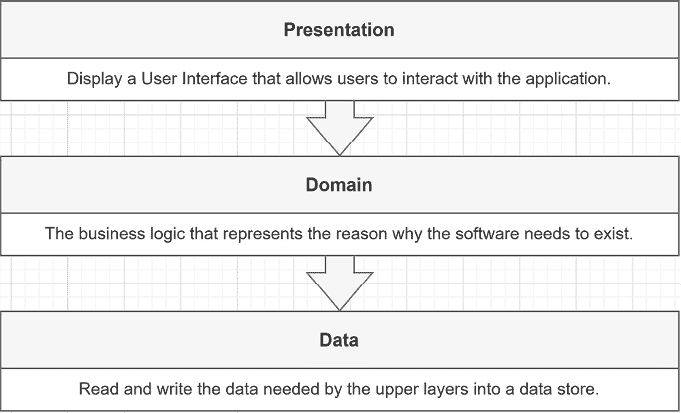 Presentation
Display a User Interface that allows users to interact with the application.
Domain
The business logic that represents the reason why the software needs to exist.
Data
Read and write the data needed by the upper layers into a data store.